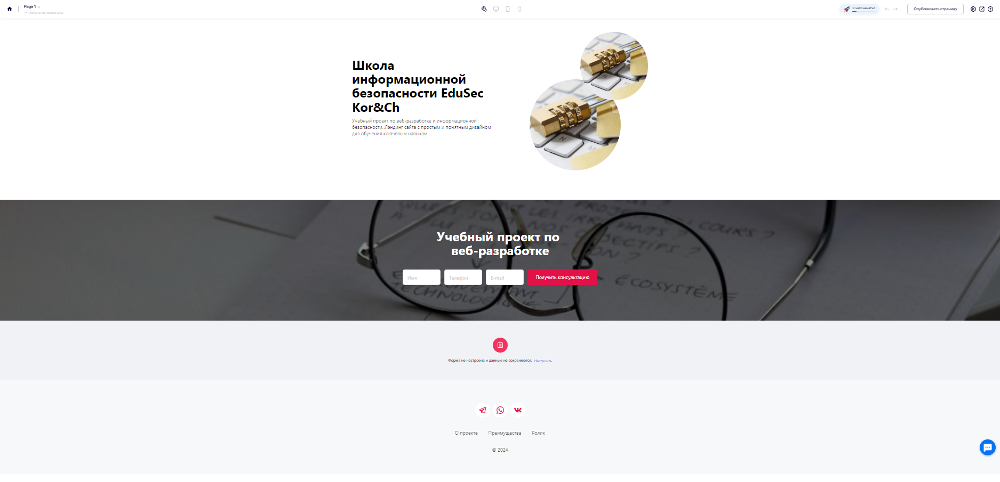 Page 1
Изменения сохранены
С чего начать?
Опубликовать страницу
Школа
информационной
безопасности EduSec
Kor&Ch
Учебный проект по веб-разработке и информационной
безопасности. Лэндинг сайта с простым и понятным дизайном
для обучения ключевым навыкам.
Учебный проект по
веб-разработке
Имя
Телефон
E-mail
Получить консультацию
ÉCOSYSTÈME
TECHNOLOGIQUE
Форма не настроена и данные не сохраняются. Настроить
О проекте
Преимущества
Ролик
© 2024